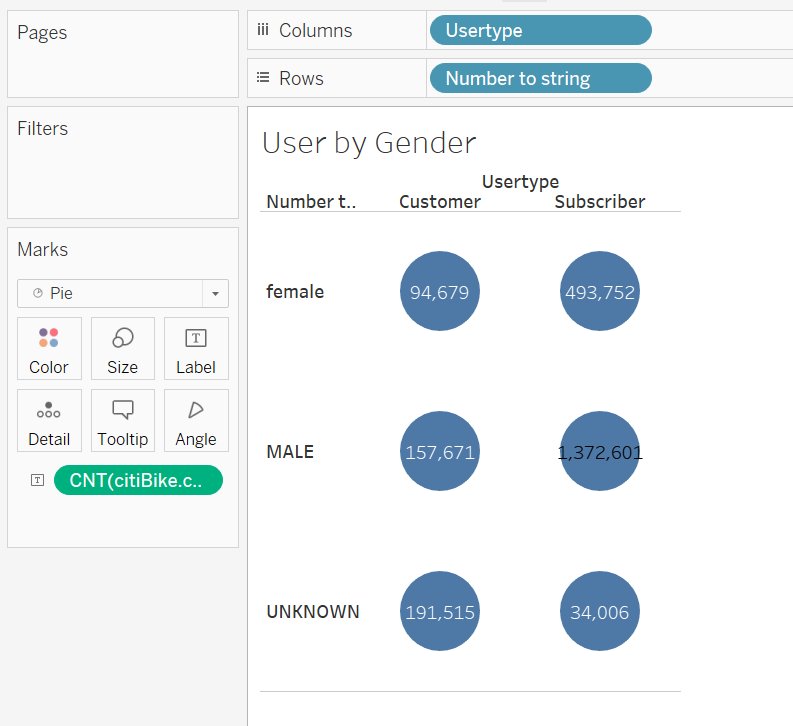 Pages
Columns
Usertype
Rows
Number to string
Filters
Marks
Pie
Color
Size
T
Label
Detail
Tooltip
Angle
T
CNT(citiBike.c..
User by Gender
Usertype
Number t.. Customer Subscriber
female 94,679 493,752
MALE 157,671 1,372,601
UNKNOWN 191,515 34,006